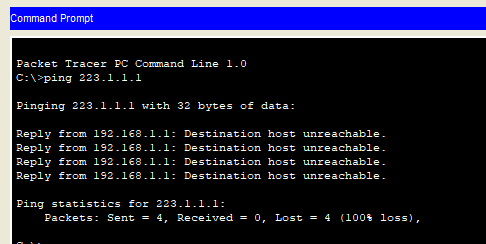 Command Prompt
Packet Tracer PC Command Line 1.0
C:\>ping 223.1.1.1
Pinging 223.1.1.1 with 32 bytes of data:
Reply from 192.168.1.1: Destination host unreachable.
Reply from 192.168.1.1: Destination host unreachable.
Reply from 192.168.1.1: Destination host unreachable.
Reply from 192.168.1.1: Destination host unreachable.
Ping statistics for 223.1.1.1:
Packets: Sent = 4, Received = 0, Lost = 4 (100% loss),